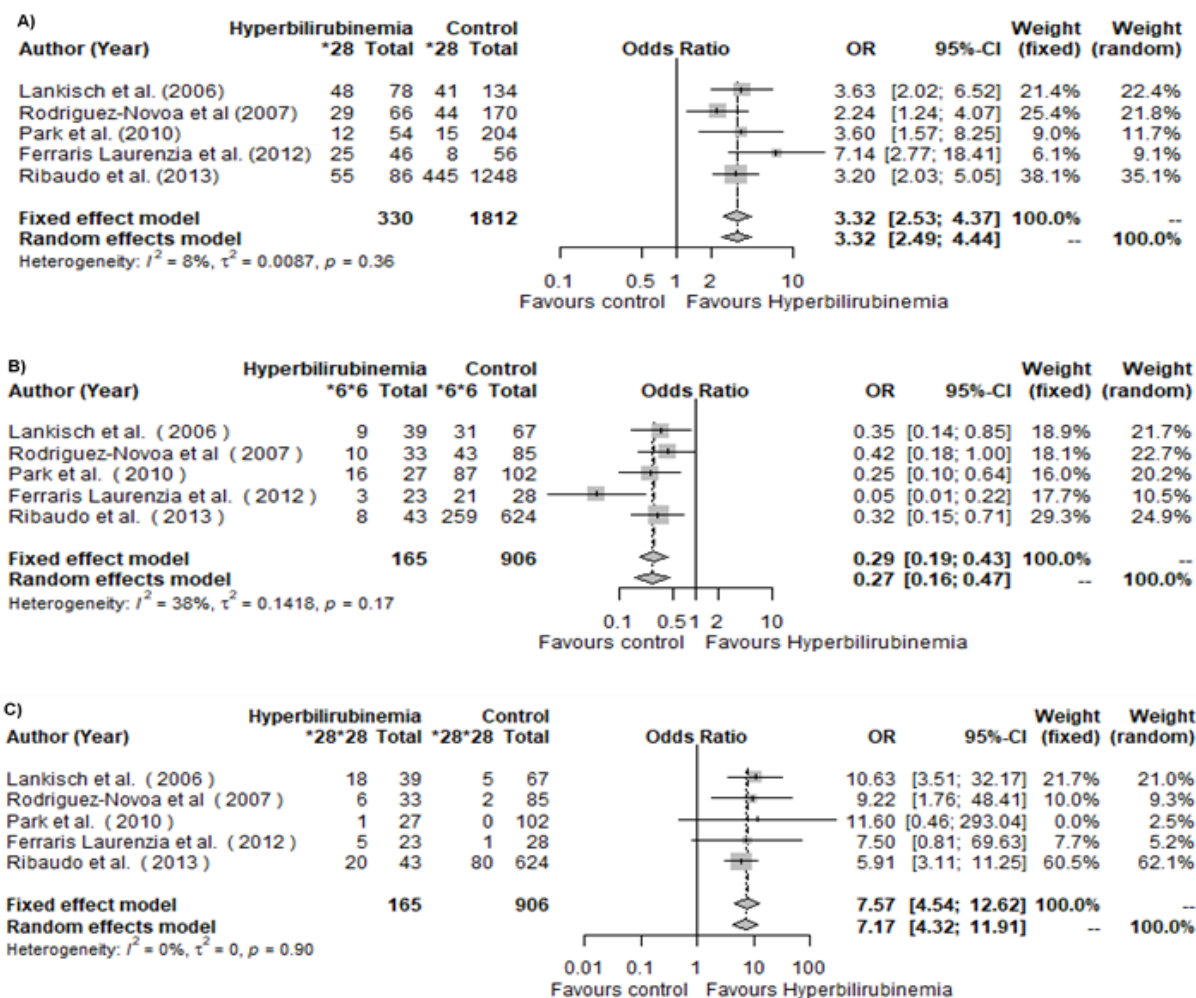 A)
Hyperbilirubinemia Control Weight Weight
Author (Year) *28 Total *28 Total Odds Ratio OR 95%-CI (fixed) (random)
Lankisch et al. (2006) 48 78 41 134 3.63 [2.02; 6.52] 21.4% 22.4%
Rodriguez-Novoa et al (2007) 29 66 44 170 2.24 [1.24; 4.07] 25.4% 21.8%
Park et al. (2010) 12 54 15 204 3.60 [1.57; 8.25] 9.0% 11.7%
Ferraris Laurenzia et al. (2012) 25 46 8 56 7.14 [2.77; 18.41] 6.1% 9.1%
Ribaudo et al. (2013) 55 86 445 1248 3.20 [2.03; 5.05] 38.1% 35.1%
Fixed effect model 330 1812 3.32 [2.53; 4.37] 100.0% --
Random effects model 3.32 [2.49; 4.44] -- 100.0%
Heterogeneity: I² = 8%, τ² = 0.0087, p = 0.36
0.1 0.5 1 2 10
Favours control Favours Hyperbilirubinemia
B)
Hyperbilirubinemia Control Weight Weight
Author (Year) *6*6 Total *6*6 Total Odds Ratio OR 95%-CI (fixed) (random)
Lankisch et al. ( 2006 ) 9 39 31 67 0.35 [0.14; 0.85] 18.9% 21.7%
Rodriguez-Novoa et al ( 2007 ) 10 33 43 85 0.42 [0.18; 1.00] 18.1% 22.7%
Park et al. ( 2010 ) 16 27 87 102 0.25 [0.10; 0.64] 16.0% 20.2%
Ferraris Laurenzia et al. ( 2012 ) 3 23 21 28 0.05 [0.01; 0.22] 17.7% 10.5%
Ribaudo et al. ( 2013 ) 8 43 259 624 0.32 [0.15; 0.71] 29.3% 24.9%
Fixed effect model 165 906 0.29 [0.19; 0.43] 100.0% --
Random effects model 0.27 [0.16; 0.47] -- 100.0%
Heterogeneity: I² = 38%, τ² = 0.1418, p = 0.17
0.1 0.5 1 2 10
Favours control Favours Hyperbilirubinemia
C)
Hyperbilirubinemia Control Weight Weight
Author (Year) *28*28 Total *28*28 Total Odds Ratio OR 95%-CI (fixed) (random)
Lankisch et al. ( 2006 ) 18 39 5 67 10.63 [3.51; 32.17] 21.7% 21.0%
Rodriguez-Novoa et al ( 2007 ) 6 33 2 85 9.22 [1.76; 48.41] 10.0% 9.3%
Park et al. ( 2010 ) 1 27 0 102 11.60 [0.46; 293.04] 0.0% 2.5%
Ferraris Laurenzia et al. ( 2012 ) 5 23 1 28 7.50 [0.81; 69.63] 7.7% 5.2%
Ribaudo et al. ( 2013 ) 20 43 80 624 5.91 [3.11; 11.25] 60.5% 62.1%
Fixed effect model 165 906 7.57 [4.54; 12.62] 100.0% --
Random effects model 7.17 [4.32; 11.91] -- 100.0%
Heterogeneity: I² = 0%, τ² = 0, p = 0.90
0.01 0.1 1 10 100
Favours control Favours Hyperbilirubinemia